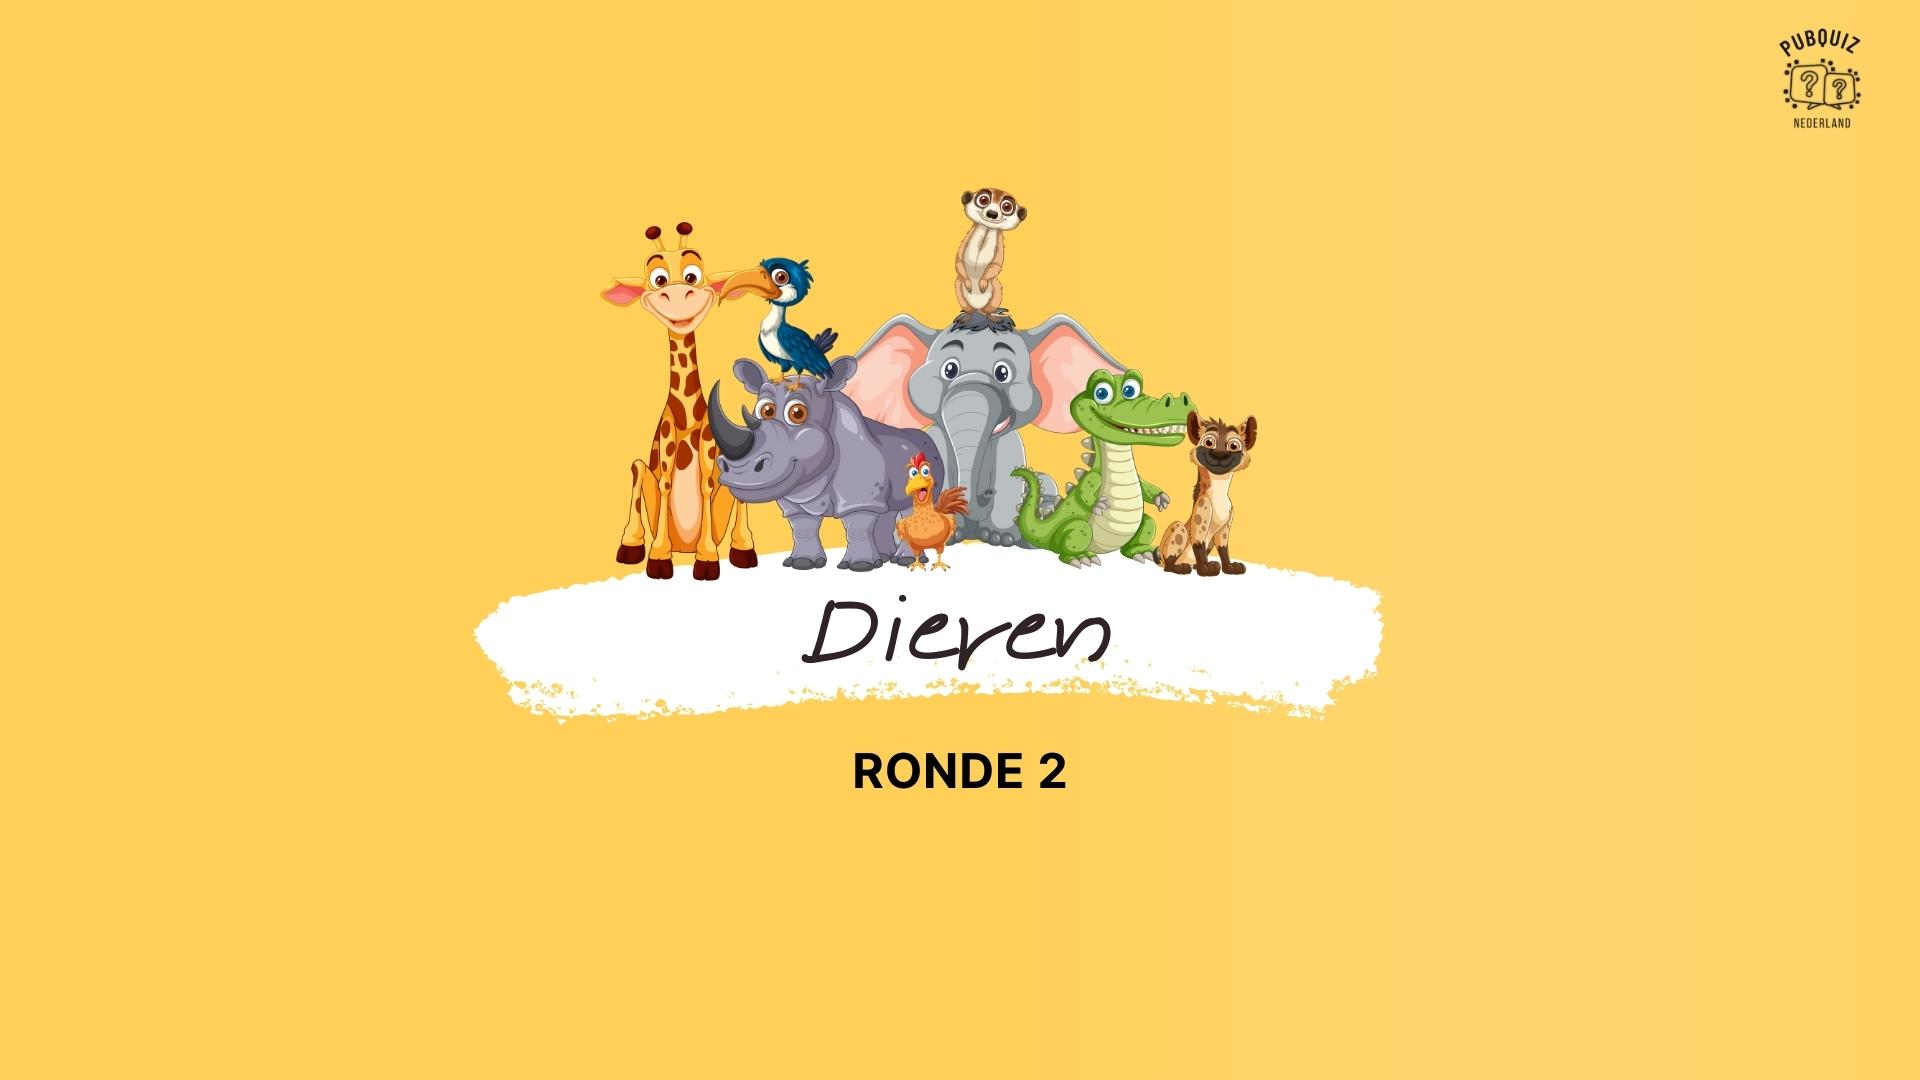 PUBQUIZ
? ?
NEDERLAND
Dieren
RONDE 2